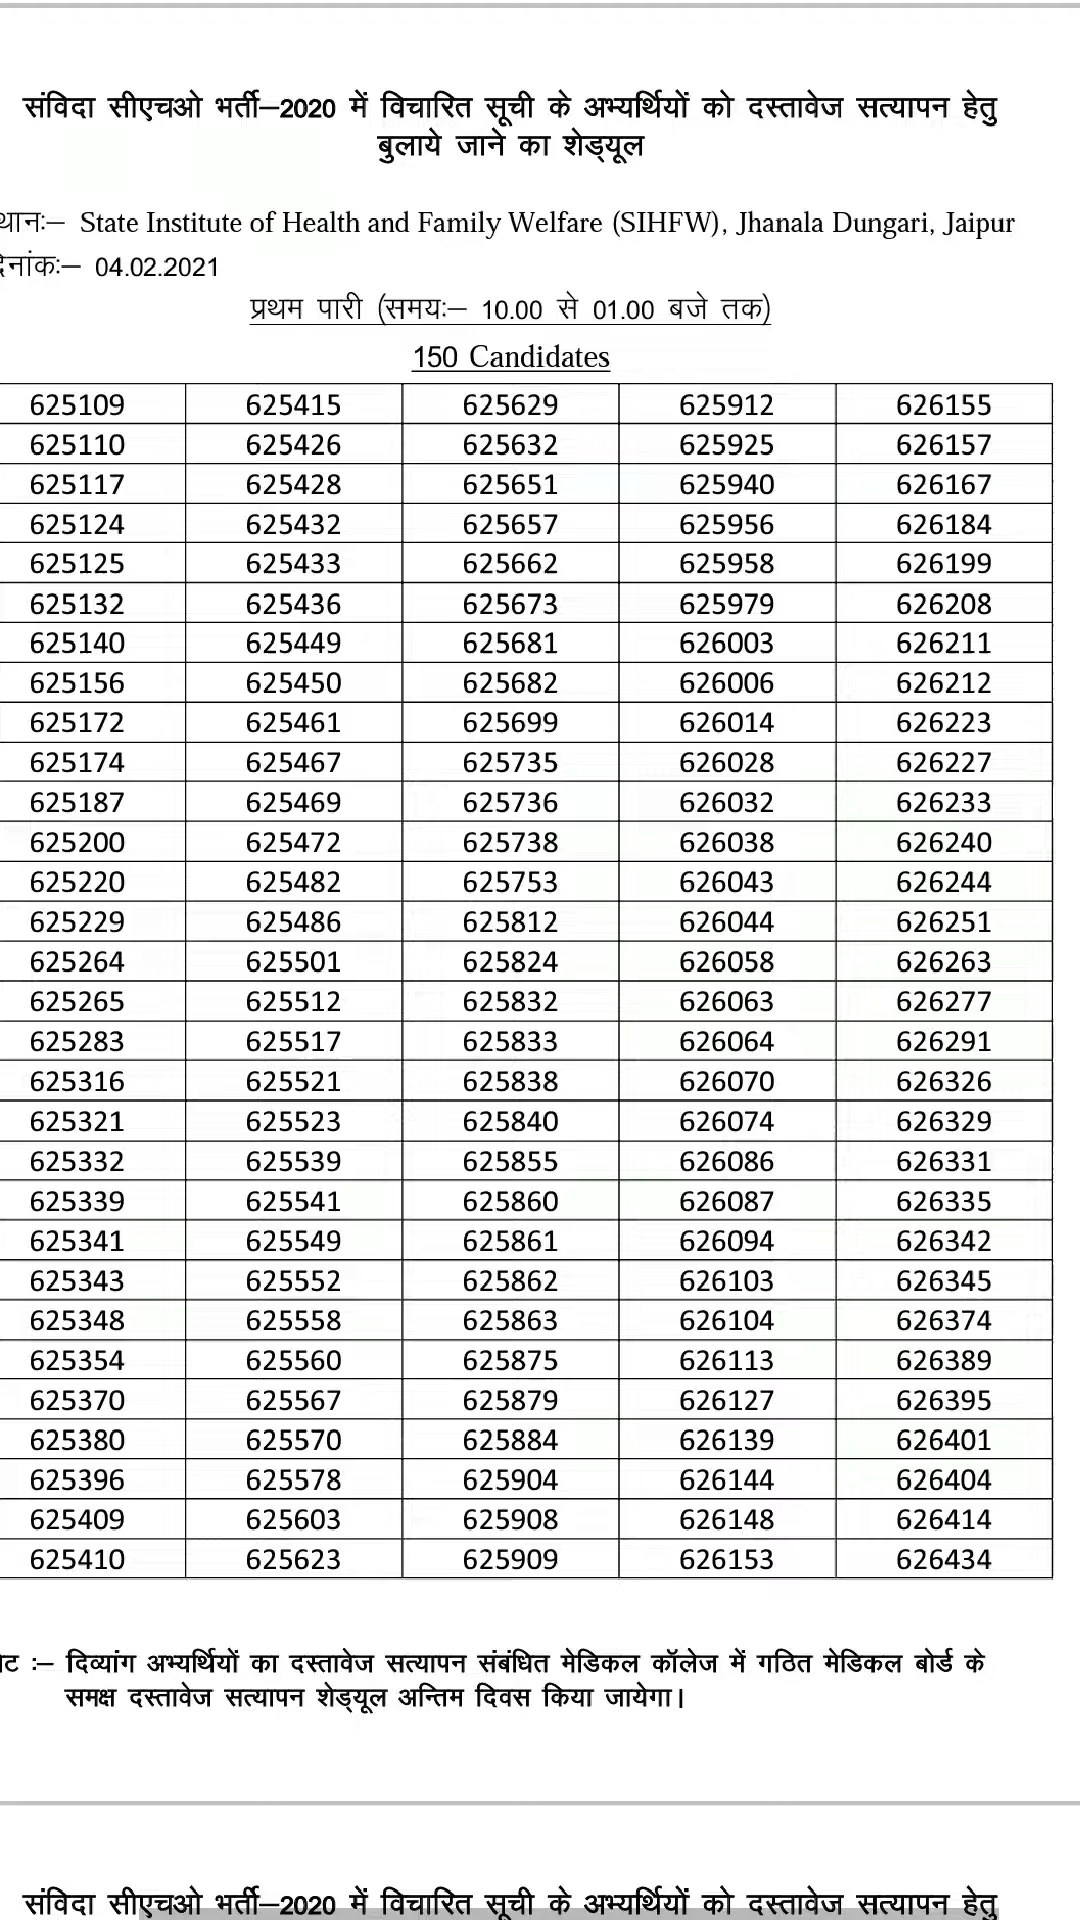 संविदा सीएचओ भर्ती–2020 में विचारित सूची के अभ्यर्थियों को दस्तावेज सत्यापन हेतु
बुलाये जाने का शेड्यूल
State Institute of Health and Family Welfare (SIHFW), Jhanala Dungari, Jaipur
04.02.2021
प्रथम पारी (समयः– 10.00 से 01.00 बजे तक)
150 Candidates
625109 625415 625629 625912 626155
625110 625426 625632 625925 626157
625117 625428 625651 625940 626167
625124 625432 625657 625956 626184
625125 625433 625662 625958 626199
625132 625436 625673 625979 626208
625140 625449 625681 626003 626211
625156 625450 625682 626006 626212
625172 625461 625699 626014 626223
625174 625467 625735 626028 626227
625187 625469 625736 626032 626233
625200 625472 625738 626038 626240
625220 625482 625753 626043 626244
625229 625486 625812 626044 626251
625264 625501 625824 626058 626263
625265 625512 625832 626063 626277
625283 625517 625833 626064 626291
625316 625521 625838 626070 626326
625321 625523 625840 626074 626329
625332 625539 625855 626086 626331
625339 625541 625860 626087 626335
625341 625549 625861 626094 626342
625343 625552 625862 626103 626345
625348 625558 625863 626104 626374
625354 625560 625875 626113 626389
625370 625567 625879 626127 626395
625380 625570 625884 626139 626401
625396 625578 625904 626144 626404
625409 625603 625908 626148 626414
625410 625623 625909 626153 626434
:– दिव्यांग अभ्यर्थियों का दस्तावेज सत्यापन संबंधित मेडिकल कॉलेज में गठित मेडिकल बोर्ड के
समक्ष दस्तावेज सत्यापन शेड्यूल अन्तिम दिवस किया जायेगा।
संविदा सीएचओ भर्ती–2020 में विचारित सूची के अभ्यर्थियों को दस्तावेज सत्यापन हेतु